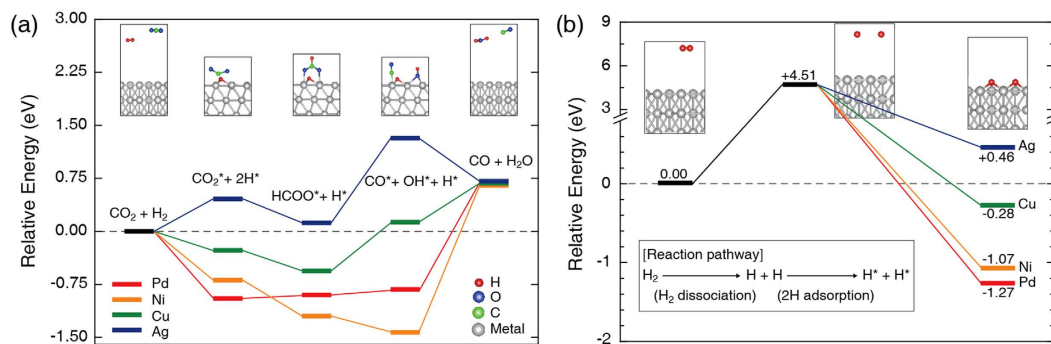 (a)
Relative Energy (eV)
3.00
2.25
1.50
0.75
0.00
-0.75
-1.50
CO₂ + H₂
CO₂*+ 2H*
HCOO*+ H*
CO*+ OH*+ H*
CO + H₂O
Pd
Ni
Cu
Ag
H
O
C
Metal
(b)
Relative Energy (eV)
9
6
3
0
-1
-2
0.00
+4.51
Ag
+0.46
Cu
-0.28
Ni
-1.07
Pd
-1.27
[Reaction pathway]
H₂ ⟶ H + H ⟶ H* + H*
(H₂ dissociation) (2H adsorption)